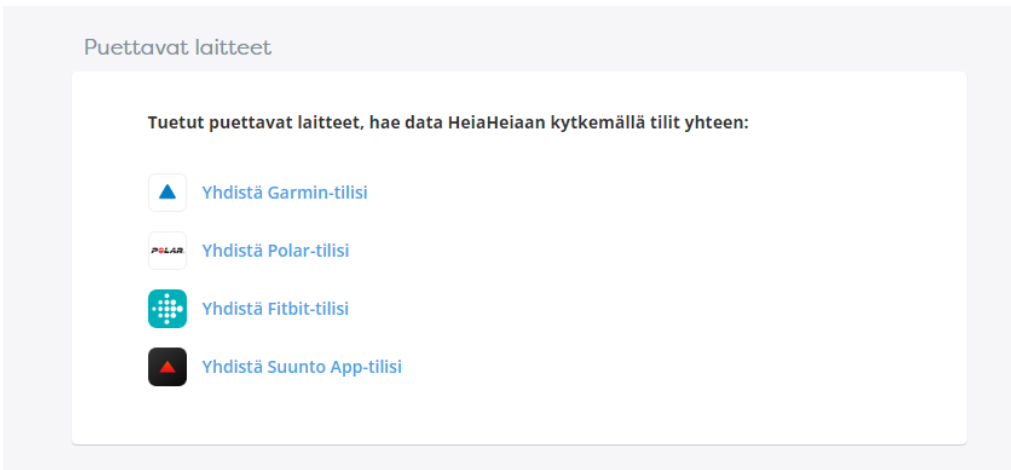 Puettavat laitteet
Tuetut puettavat laitteet, hae data HeiaHeiaan kytkemällä tilit yhteen:
Yhdistä Garmin-tilisi
POLAR Yhdistä Polar-tilisi
Yhdistä Fitbit-tilisi
Yhdistä Suunto App-tilisi